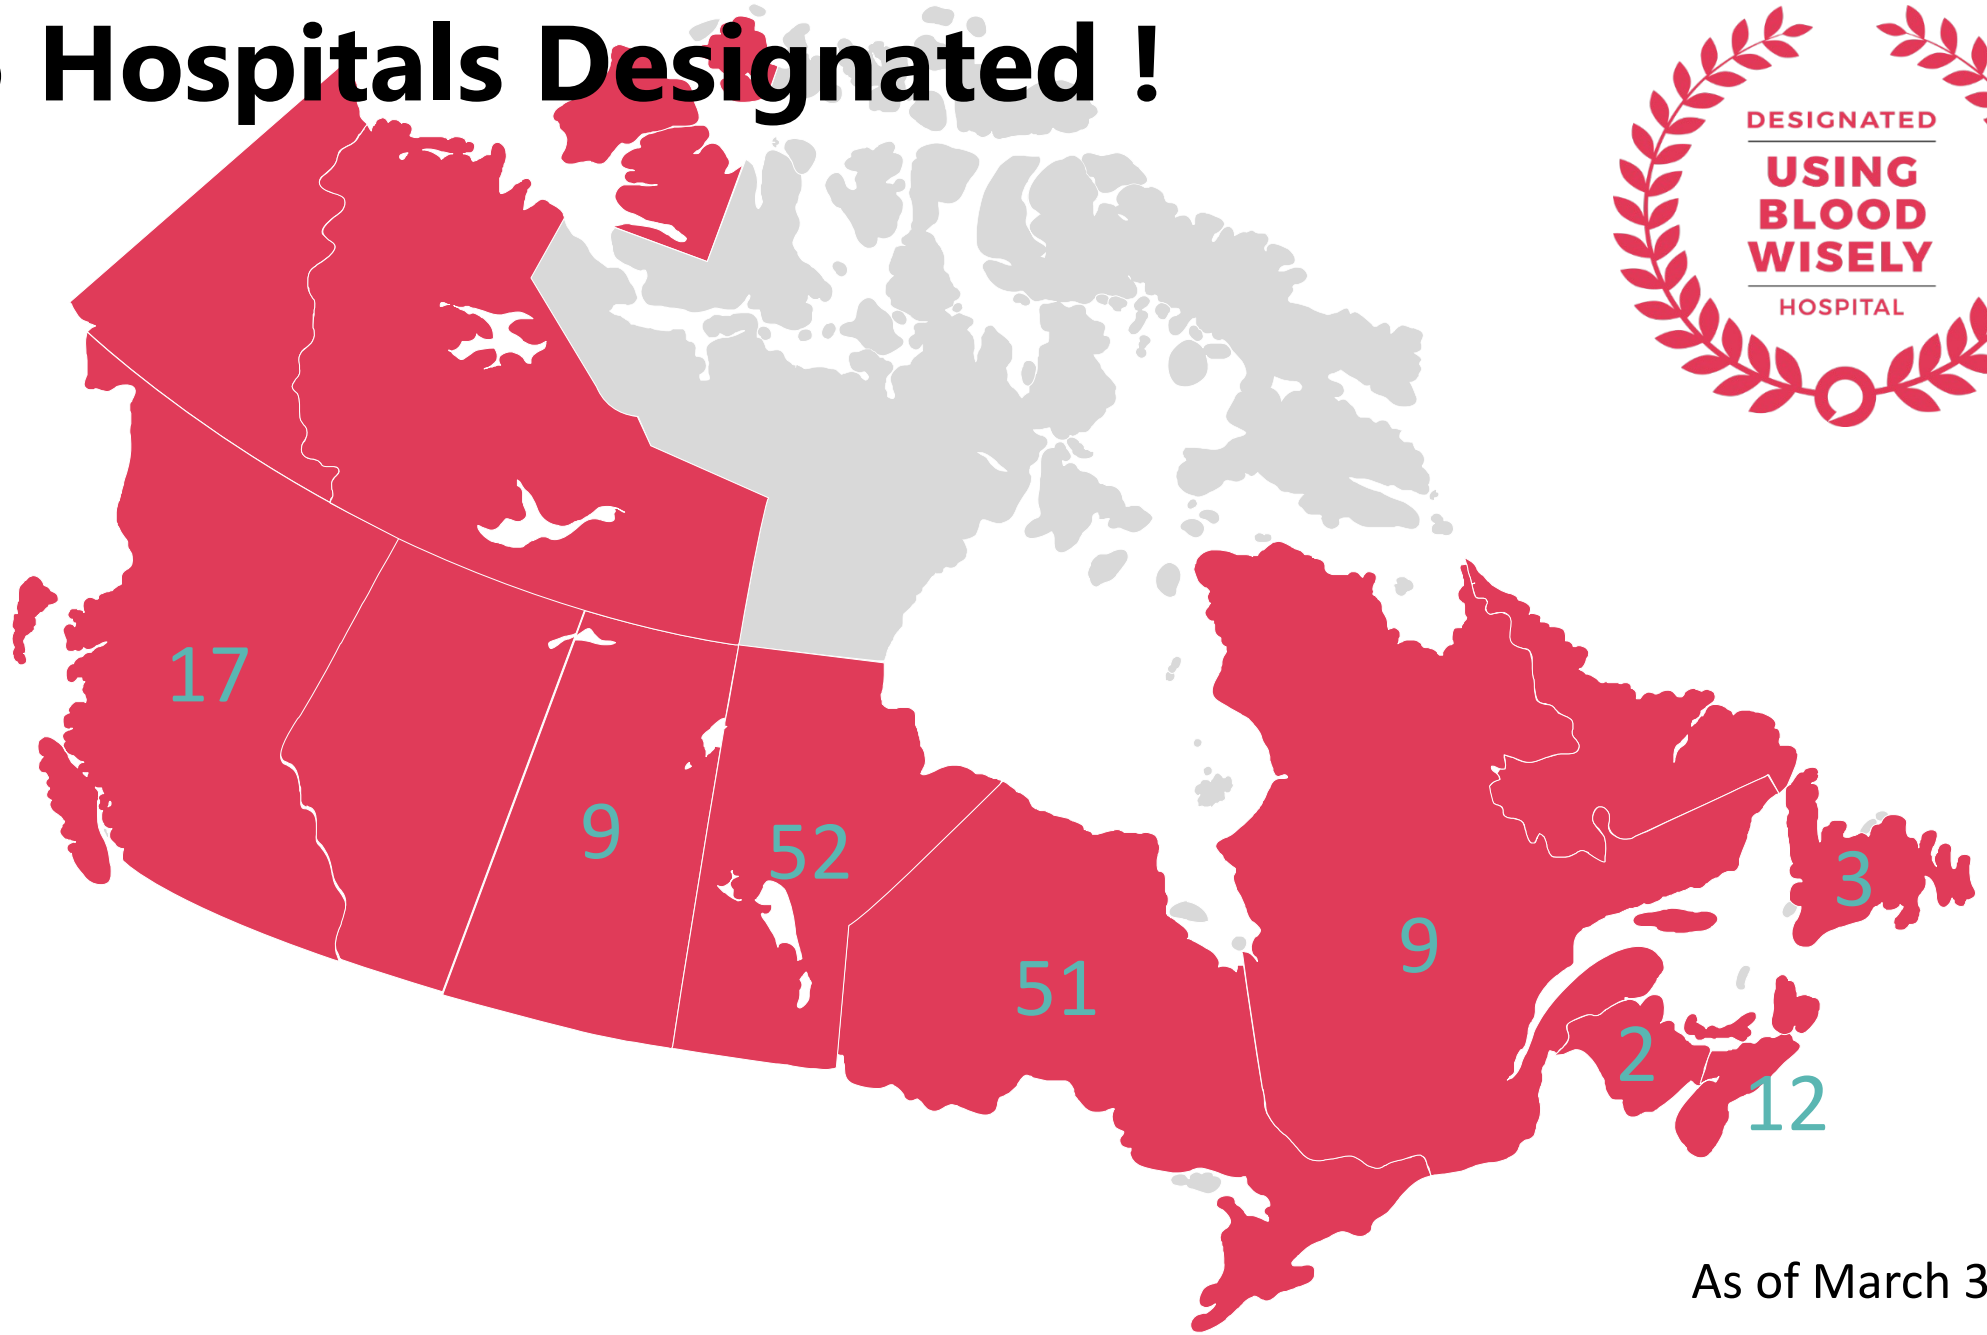 Hospitals Designated !
DESIGNATED
USING
BLOOD
WISELY
HOSPITAL
17
9
52
51
9
3
2
12
As of March 3